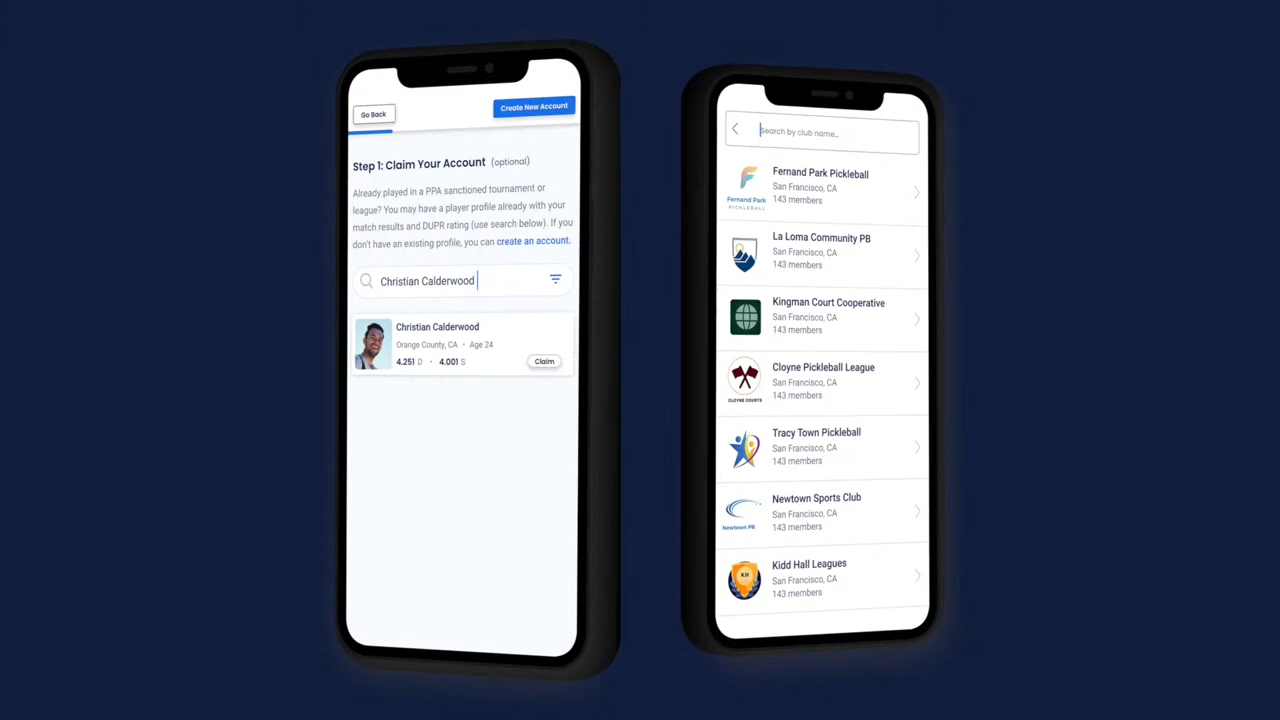 Go Back
Create New Account
Step 1: Claim Your Account (optional)
Already played in a PPA sanctioned tournament or
league? You may have a player profile already with your
match results and DUPR rating (use search below). If you
don't have an existing profile, you can create an account.
Christian Calderwood
Christian Calderwood
Orange County, CA • Age 24
4.251 D • 4.001 S
Claim
Search by club name...
Fernand Park
PICKLEBALL
Fernand Park Pickleball
San Francisco, CA
143 members
La Loma Community PB
San Francisco, CA
143 members
Kingman Court Cooperative
San Francisco, CA
143 members
CLOYNE COURTS
Cloyne Pickleball League
San Francisco, CA
143 members
Tracy Town Pickleball
San Francisco, CA
143 members
Newtown PB
Newtown Sports Club
San Francisco, CA
143 members
K.H
Kidd Hall Leagues
San Francisco, CA
143 members